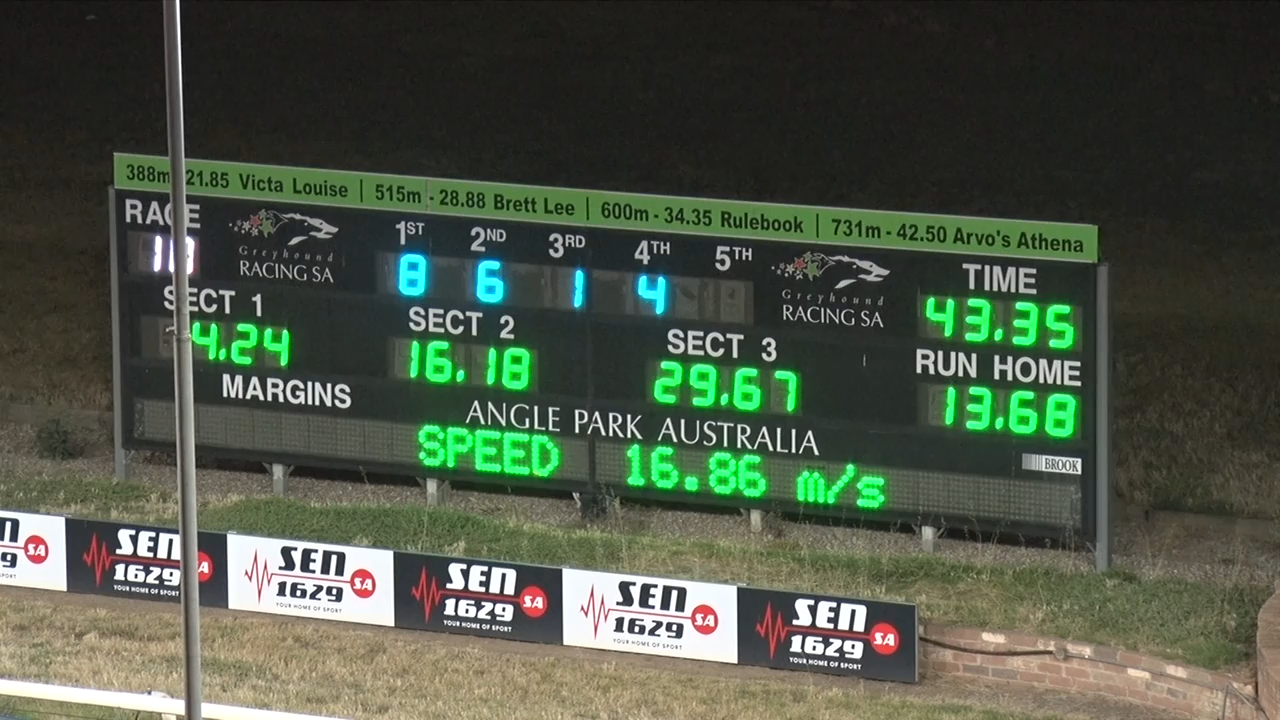 388m - 21.85 Victa Louise | 515m - 28.88 Brett Lee | 600m - 34.35 Rulebook | 731m - 42.50 Arvo's Athena
RACE
1ST 2ND 3RD 4TH 5TH
TIME
Greyhound
RACING SA
8 6 1 4
Greyhound
RACING SA
43.35
SECT 1
SECT 2
SECT 3
RUN HOME
4.24
16.18
29.67
13.68
MARGINS
ANGLE PARK AUSTRALIA
SPEED 16.86 m/s
BROOK
SA
SEN
1629 SA
YOUR HOME OF SPORT
SEN
1629 SA
YOUR HOME OF SPORT
SEN
1629 SA
YOUR HOME OF SPORT
SEN
1629 SA
YOUR HOME OF SPORT
SEN
1629 SA
YOUR HOME OF SPORT